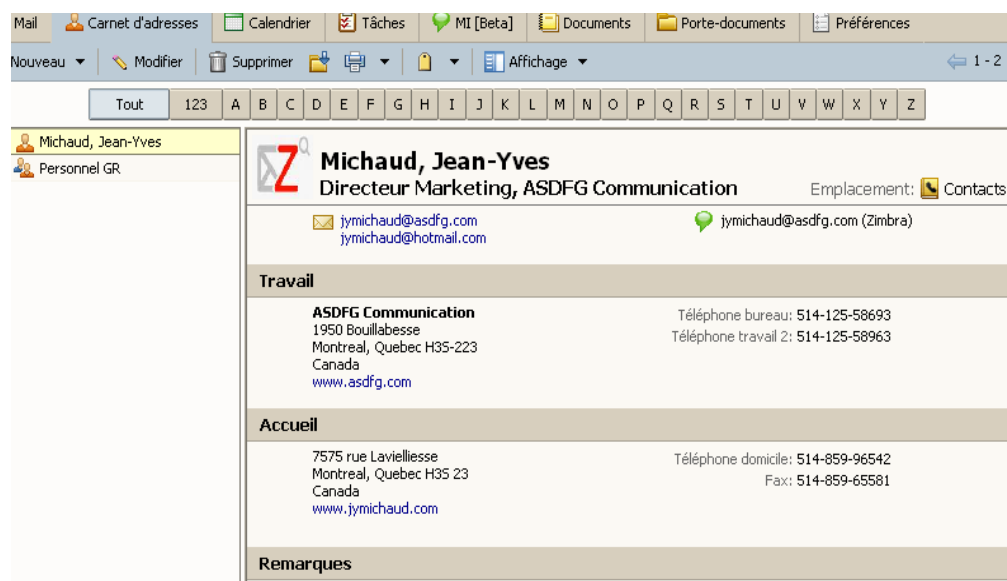 Mail Carnet d'adresses Calendrier Tâches MI [Beta] Documents Porte-documents Préférences
Nouveau Modifier Supprimer Affichage 1 - 2
Tout 123 A B C D E F G H I J K L M N O P Q R S T U V W X Y Z
Michaud, Jean-Yves
Personnel GR
Z
Michaud, Jean-Yves
Directeur Marketing, ASDFG Communication Emplacement: Contacts
jymichaud@asdfg.com jymichaud@asdfg.com (Zimbra)
jymichaud@hotmail.com
Travail
ASDFG Communication Téléphone bureau: 514-125-58693
1950 Bouillabesse Téléphone travail 2: 514-125-58963
Montreal, Quebec H3S-223
Canada
www.asdfg.com
Accueil
7575 rue Lavielliesse Téléphone domicile: 514-859-96542
Montreal, Quebec H3S 23 Fax: 514-859-65581
Canada
www.jymichaud.com
Remarques